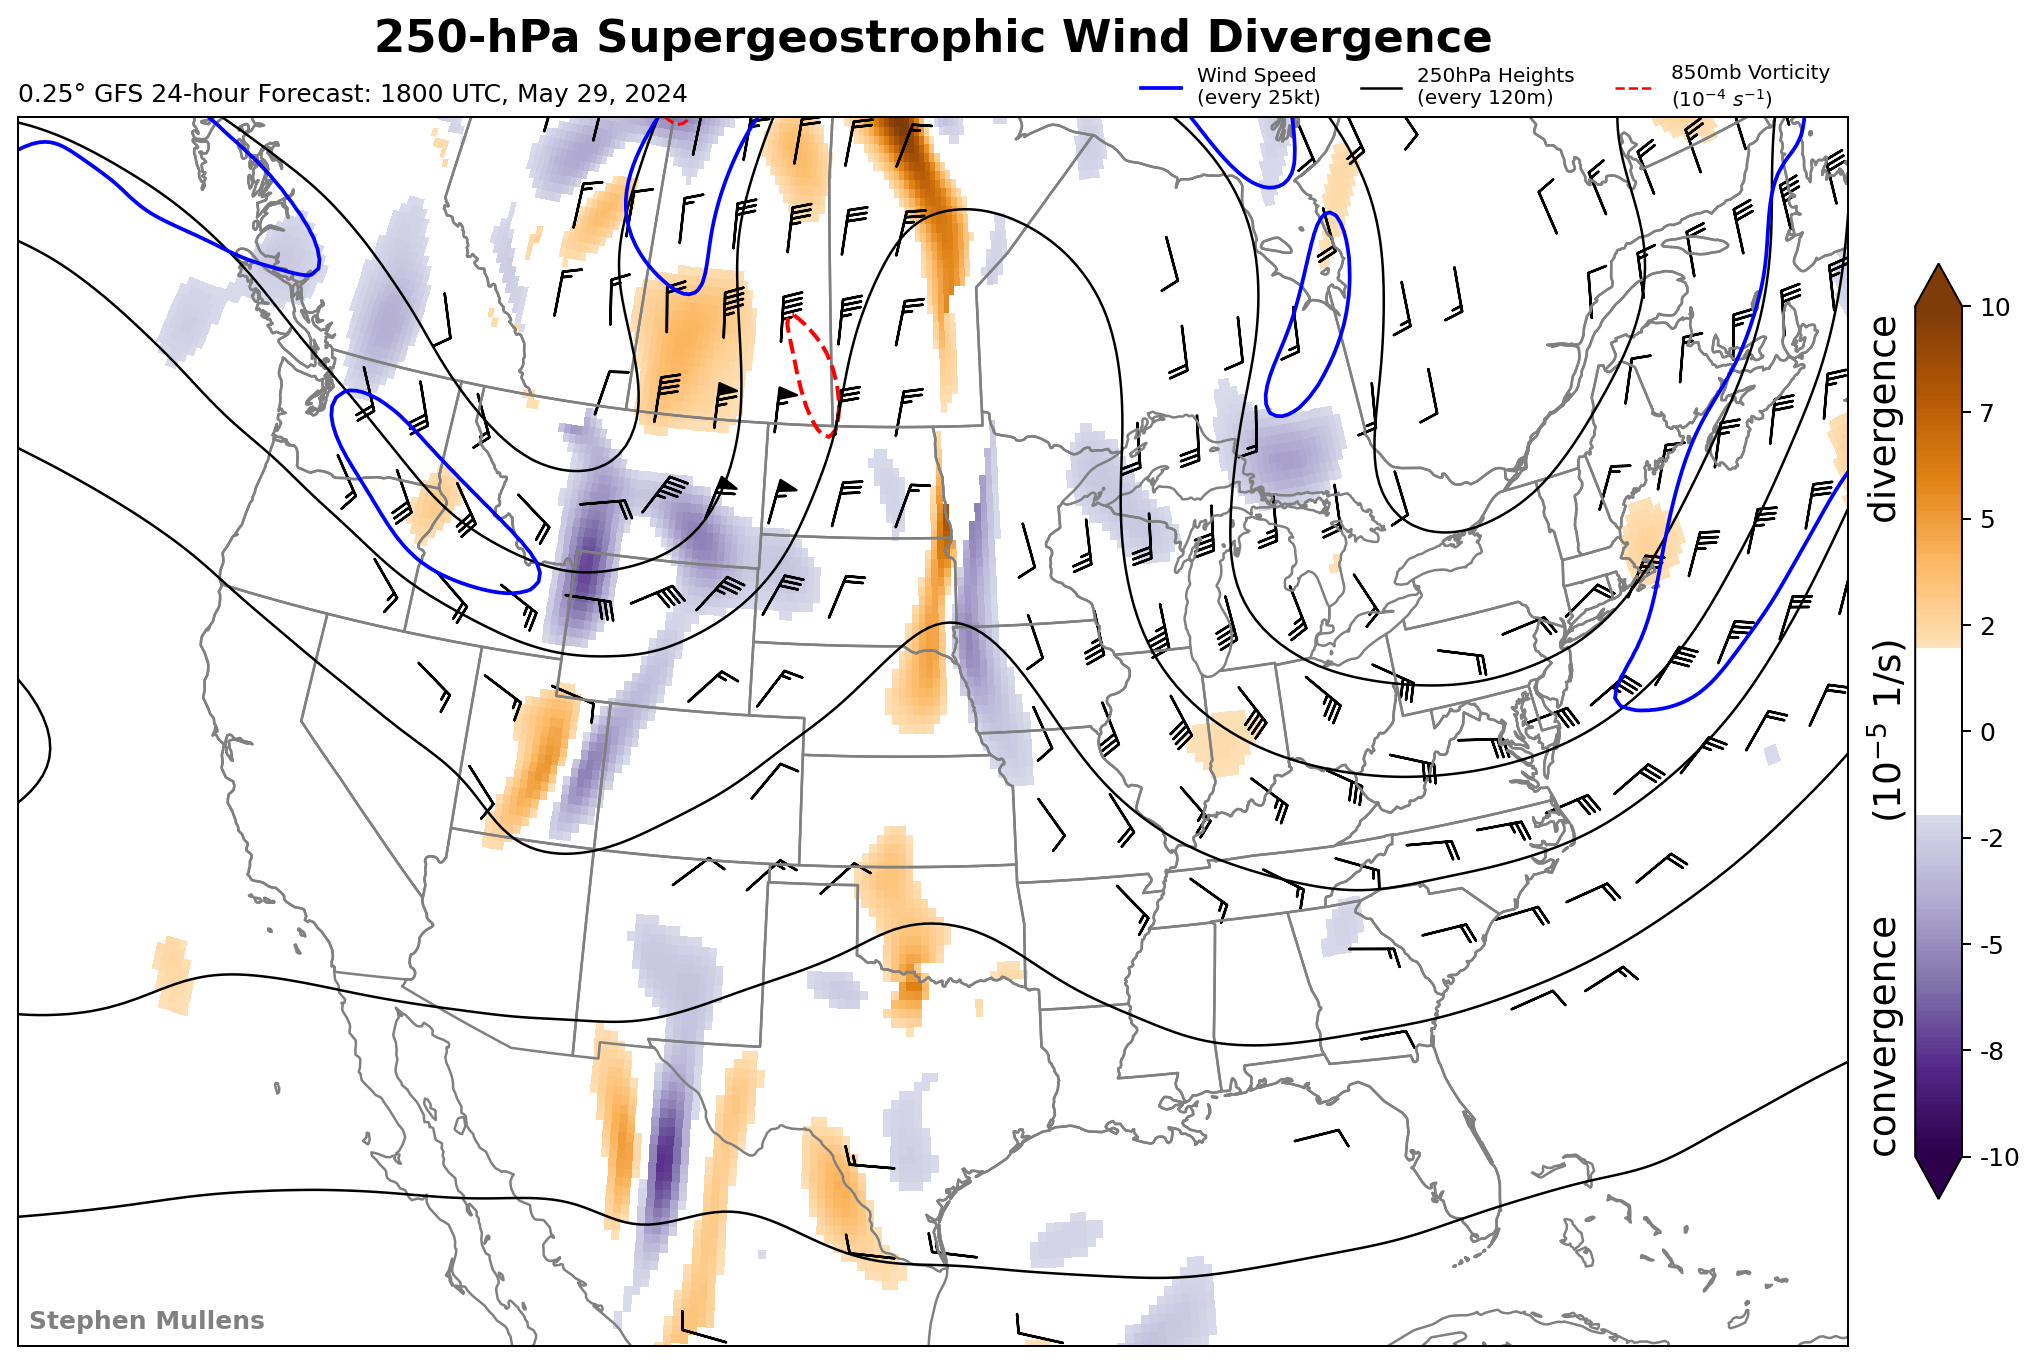 250-hPa Supergeostrophic Wind Divergence
0.25° GFS 24-hour Forecast: 1800 UTC, May 29, 2024
Wind Speed
(every 25kt)
250hPa Heights
(every 120m)
850mb Vorticity
(10⁻⁴ s⁻¹)
10
7
5
2
0
-2
-5
-8
-10
convergence (10⁻⁵ 1/s) divergence
Stephen Mullens